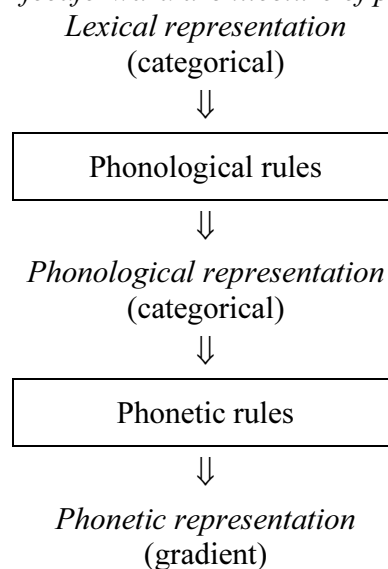 Lexical representation
(categorical)
⇓
Phonological rules
⇓
Phonological representation
(categorical)
⇓
Phonetic rules
⇓
Phonetic representation
(gradient)